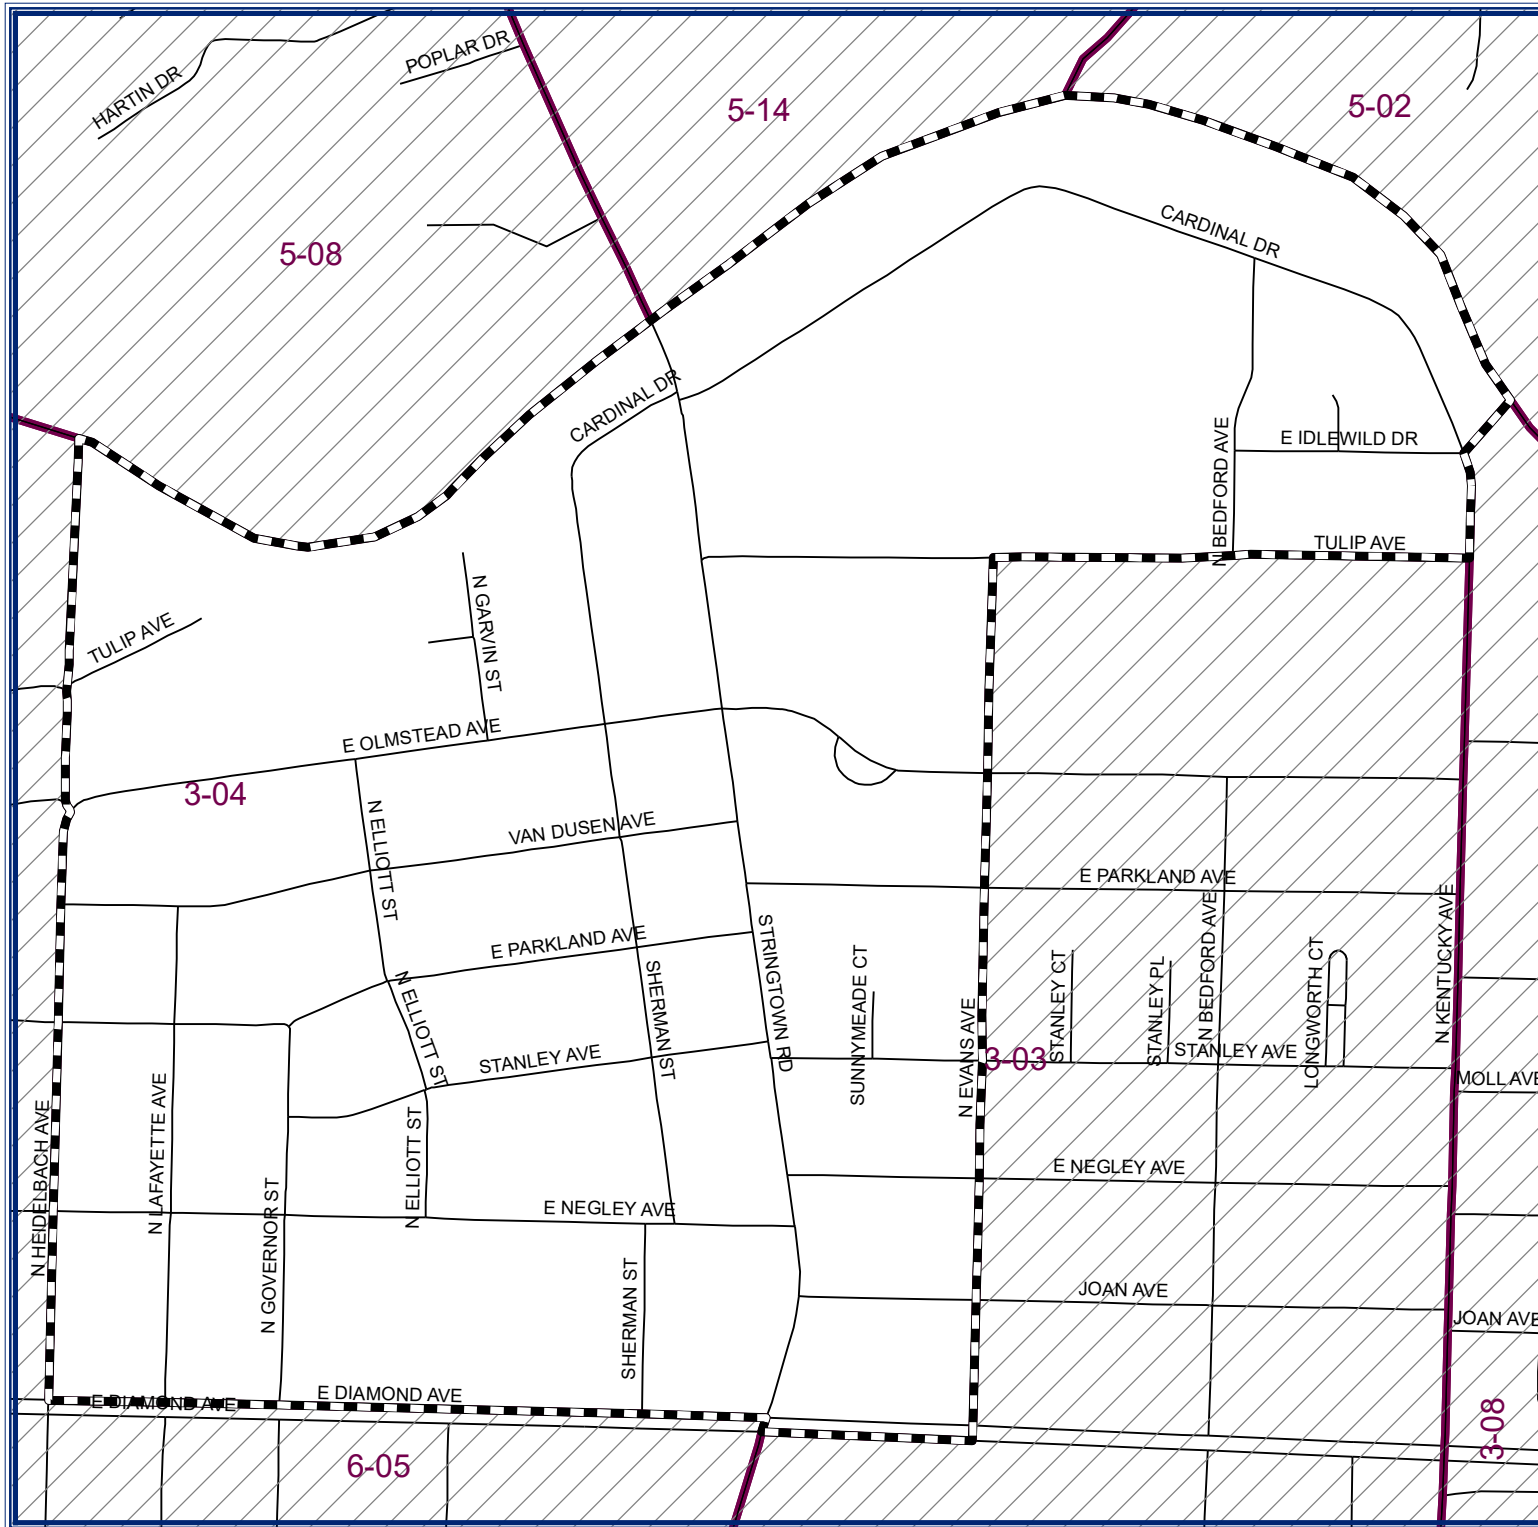 POPLAR DR
HARTIN DR
5-14
5-02
5-08
CARDINAL DR
CARDINAL DR
E IDLEWILD DR
N BEDFORD AVE
TULIP AVE
N GARVIN ST
TULIP AVE
E OLMSTEAD AVE
3-04
N ELLIOTT ST
VAN DUSEN AVE
E PARKLAND AVE
N KENTUCKY AVE
N BEDFORD AVE
STRINGTOWN RD
E PARKLAND AVE
SUNNYMEADE CT
STANLEY CT
STANLEY PL
LONGWORTH CT
SHERMAN ST
N ELLIOTT ST
N EVANS AVE
3-03
STANLEY AVE
STANLEY AVE
MOLL AVE
N HEIDELBACH AVE
N LAFAYETTE AVE
N ELLIOTT ST
E NEGLEY AVE
N GOVERNOR ST
E NEGLEY AVE
SHERMAN ST
JOAN AVE
JOAN AVE
E DIAMOND AVE
E DIAMOND AVE
3-08
6-05